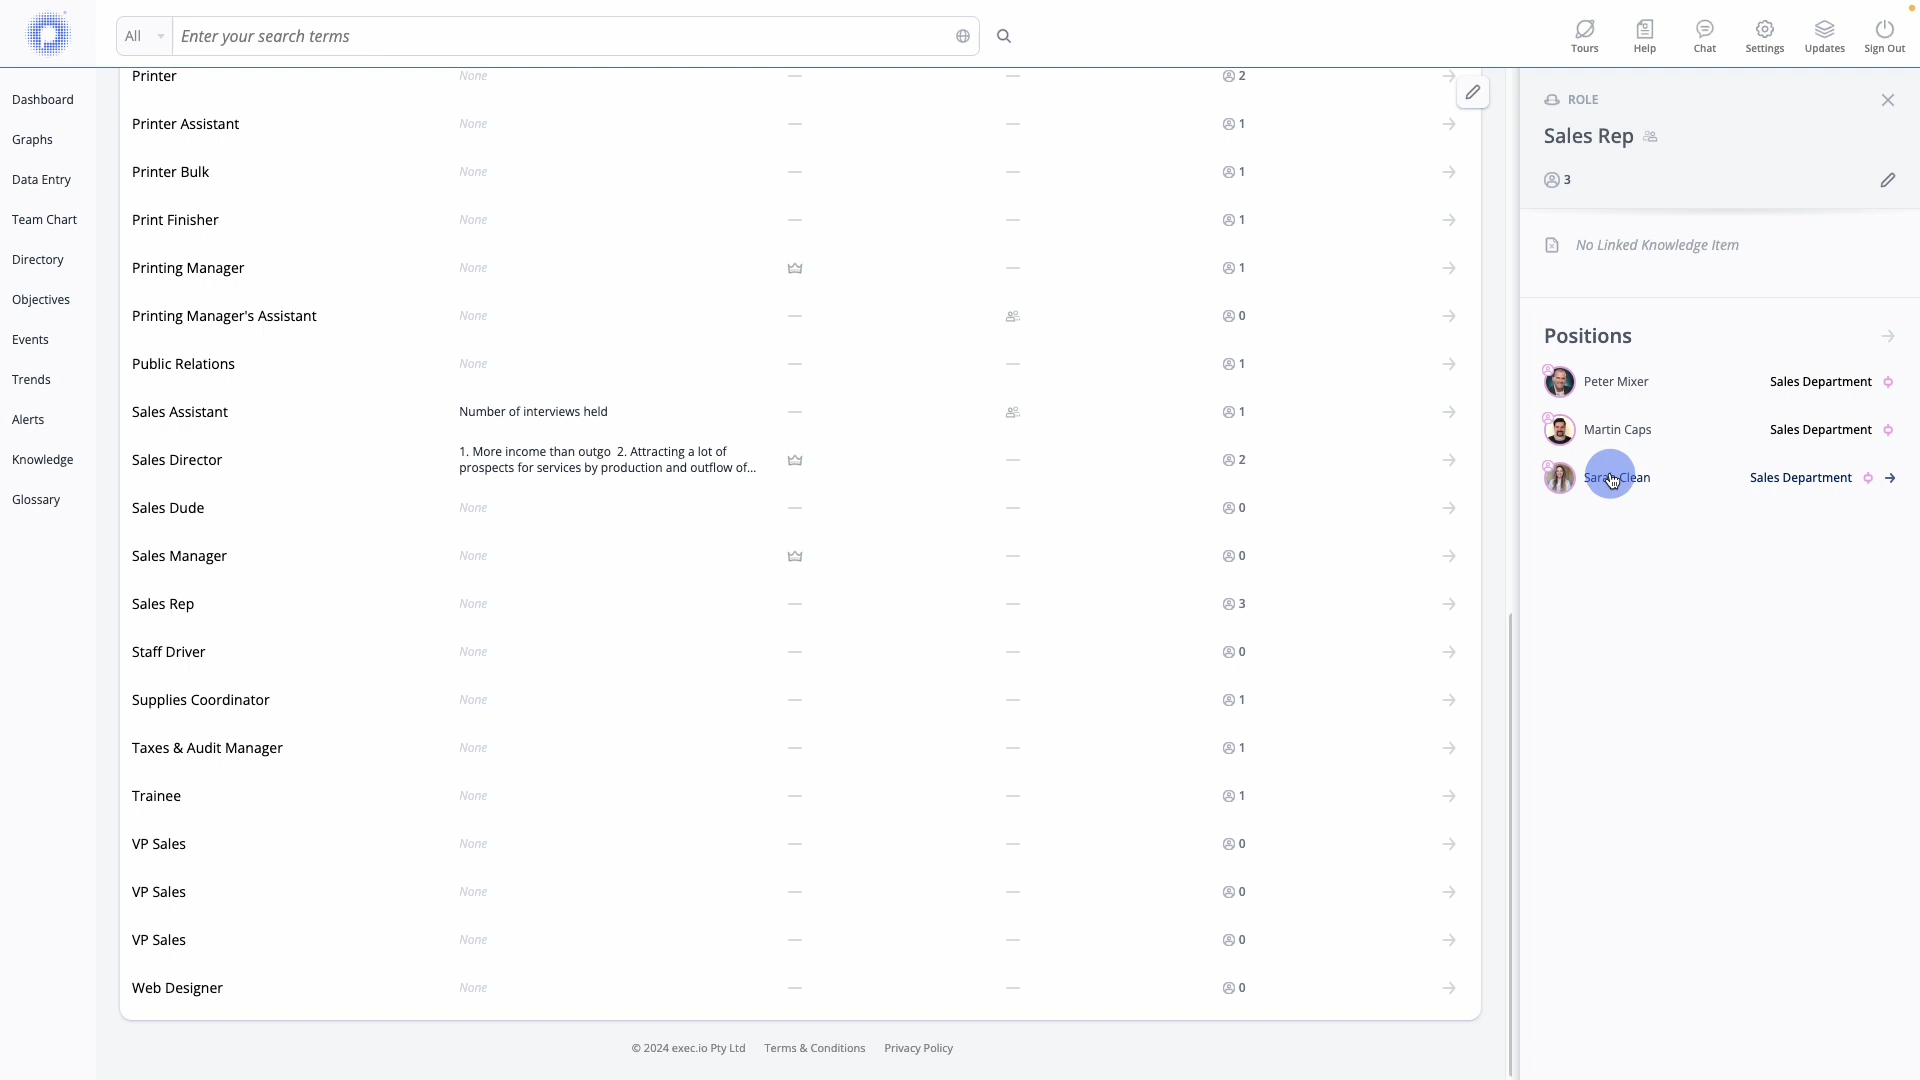 All
Enter your search terms
Tours
Help
Chat
Settings
Updates
Sign Out
Dashboard
Graphs
Data Entry
Team Chart
Directory
Objectives
Events
Trends
Alerts
Knowledge
Glossary
Printer None — — 2
Printer Assistant None — — 1
Printer Bulk None — — 1
Print Finisher None — — 1
Printing Manager None — 1
Printing Manager's Assistant None — 0
Public Relations None — — 1
Sales Assistant Number of interviews held — 1
Sales Director 1. More income than outgo 2. Attracting a lot of
prospects for services by production and outflow of... — 2
Sales Dude None — — 0
Sales Manager None — 0
Sales Rep None — — 3
Staff Driver None — — 0
Supplies Coordinator None — — 1
Taxes & Audit Manager None — — 1
Trainee None — — 1
VP Sales None — — 0
VP Sales None — — 0
VP Sales None — — 0
Web Designer None — — 0
© 2024 exec.io Pty Ltd Terms & Conditions Privacy Policy
ROLE
Sales Rep
3
No Linked Knowledge Item
Positions
Peter Mixer Sales Department
Martin Caps Sales Department
Sarah Clean Sales Department